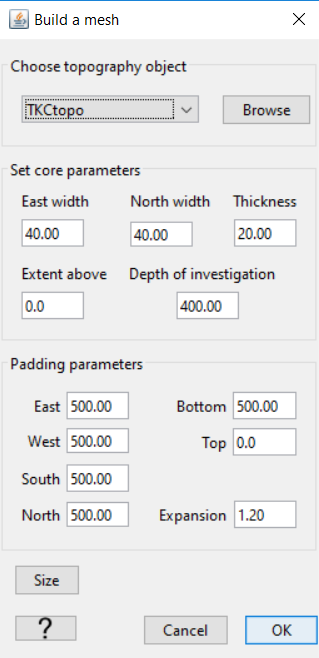 Build a mesh
Choose topography object
TKCtopo Browse
Set core parameters
East width North width Thickness
40.00 40.00 20.00
Extent above Depth of investigation
0.0 400.00
Padding parameters
East 500.00 Bottom 500.00
West 500.00 Top 0.0
South 500.00
North 500.00 Expansion 1.20
Size
? Cancel OK